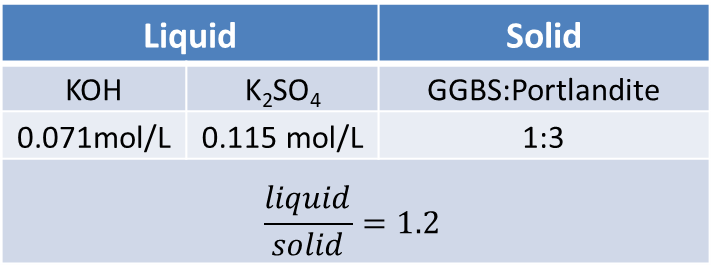 Liquid Solid
KOH K₂SO₄ GGBS:Portlandite
0.071mol/L 0.115 mol/L 1:3
liquid/solid = 1.2